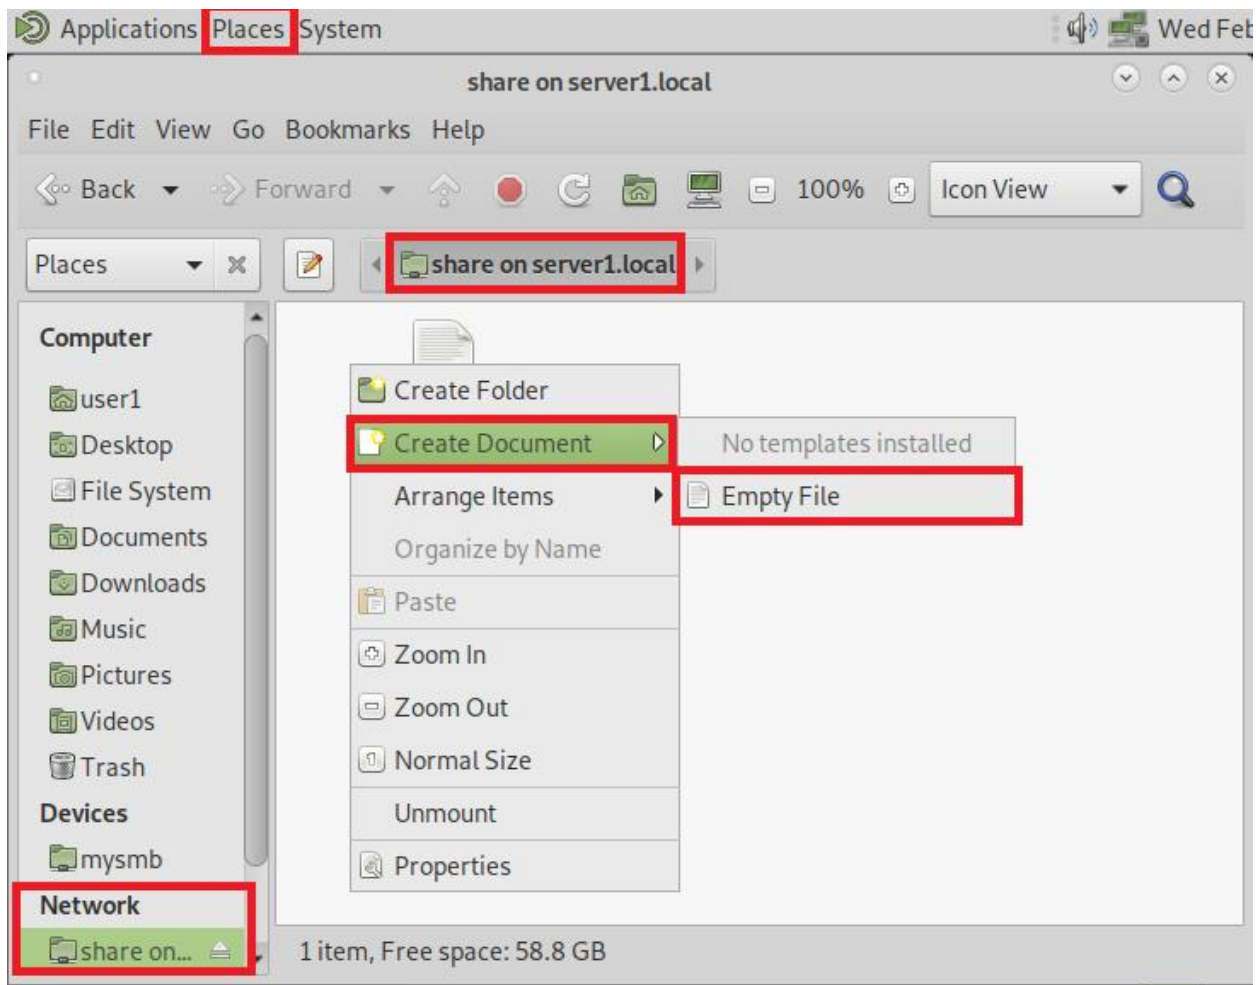 Applications Places System Wed Feb
share on server1.local
File Edit View Go Bookmarks Help
Back Forward 100% Icon View
Places share on server1.local
Computer
user1
Desktop
File System
Documents
Downloads
Music
Pictures
Videos
Trash
Devices
mysmb
Network
share on...
Create Folder
Create Document
Arrange Items
Organize by Name
Paste
Zoom In
Zoom Out
Normal Size
Unmount
Properties
No templates installed
Empty File
1 item, Free space: 58.8 GB